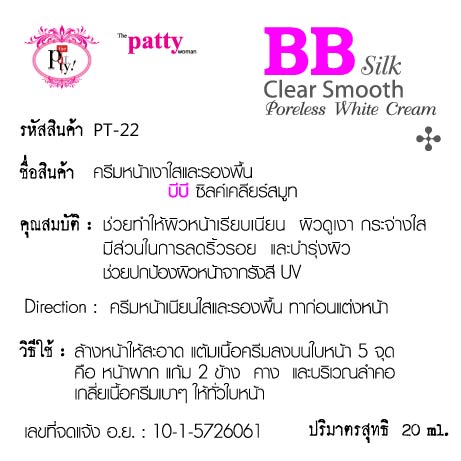 the
Pretty!
The patty woman
BB Silk
Clear Smooth
Poreless White Cream
รหัสสินค้า PT-22
ชื่อสินค้า ครีมหน้าเงาใสและรองพื้น
บีบี ซิลค์เคลียร์สมูท
คุณสมบัติ : ช่วยทำให้ผิวหน้าเรียบเนียน ผิวดูเงา กระจ่างใส
มีส่วนในการลดริ้วรอย และบำรุงผิว
ช่วยปกป้องผิวหน้าจากรังสี UV
Direction : ครีมหน้าเนียนใสและรองพื้น ทาก่อนแต่งหน้า
วิธีใช้ : ล้างหน้าให้สะอาด แต้มเนื้อครีมลงบนใบหน้า 5 จุด
คือ หน้าผาก แก้ม 2 ข้าง คาง และบริเวณลำคอ
เกลี่ยเนื้อครีมเบาๆ ให้ทั่วใบหน้า
เลขที่จดแจ้ง อ.ย. : 10-1-5726061 ปริมาตรสุทธิ 20 ml.